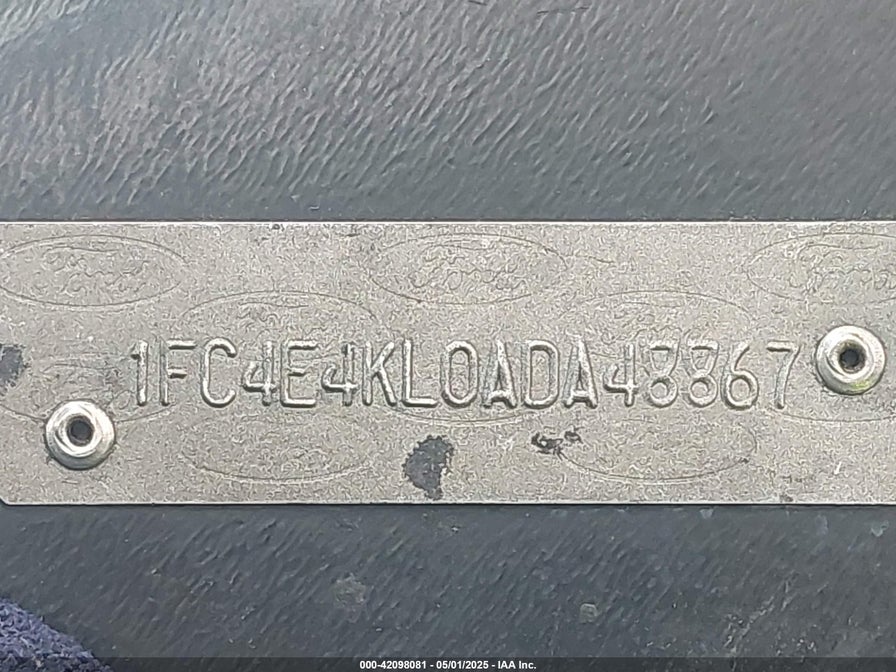 1FC4E4KL0ADA48867
000-42098081 - 05/01/2025 - IAA Inc.